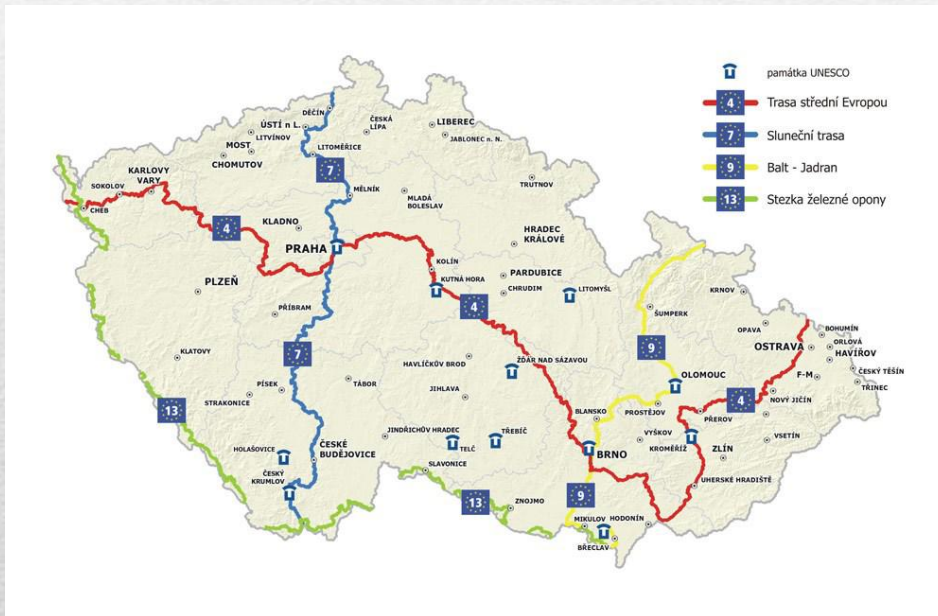 památka UNESCO
4 Trasa střední Evropou
7 Sluneční trasa
9 Balt - Jadran
13 Stezka železné opony
DĚČÍN
ÚSTÍ n L.
LITVÍNOV
MOST
CHOMUTOV
LITOMĚŘICE
ČESKÁ
LÍPA
LIBEREC
JABLONEC n. N.
7
KARLOVY
VARY
SOKOLOV
CHEB
MĚLNÍK
MLADÁ
BOLESLAV
TRUTNOV
4
KLADNO
PRAHA
HRADEC
KRÁLOVÉ
KOLÍN
KUTNÁ HORA
PARDUBICE
CHRUDIM
LITOMYŠL
PLZEŇ
PŘÍBRAM
4
ŠUMPERK
KRNOV
OPAVA
BOHUMÍN
ORLOVÁ
OSTRAVA
HAVÍŘOV
ČESKÝ TĚŠÍN
TŘINEC
F-M
KLATOVY
7
HAVLÍČKŮV BROD
ŽĎÁR NAD SÁZAVOU
9
OLOMOUC
PÍSEK
TÁBOR
JIHLAVA
STRAKONICE
13
BLANSKO
PROSTĚJOV
PŘEROV
4
NOVÝ JIČÍN
VYŠKOV
KROMĚŘÍŽ
ZLÍN
VSETÍN
HOLAŠOVICE
ČESKÉ
BUDĚJOVICE
JINDŘICHŮV HRADEC
TELČ
TŘEBÍČ
BRNO
ČESKÝ
KRUMLOV
SLAVONICE
13
ZNOJMO
9
UHERSKÉ HRADIŠTĚ
MIKULOV
HODONÍN
BŘECLAV